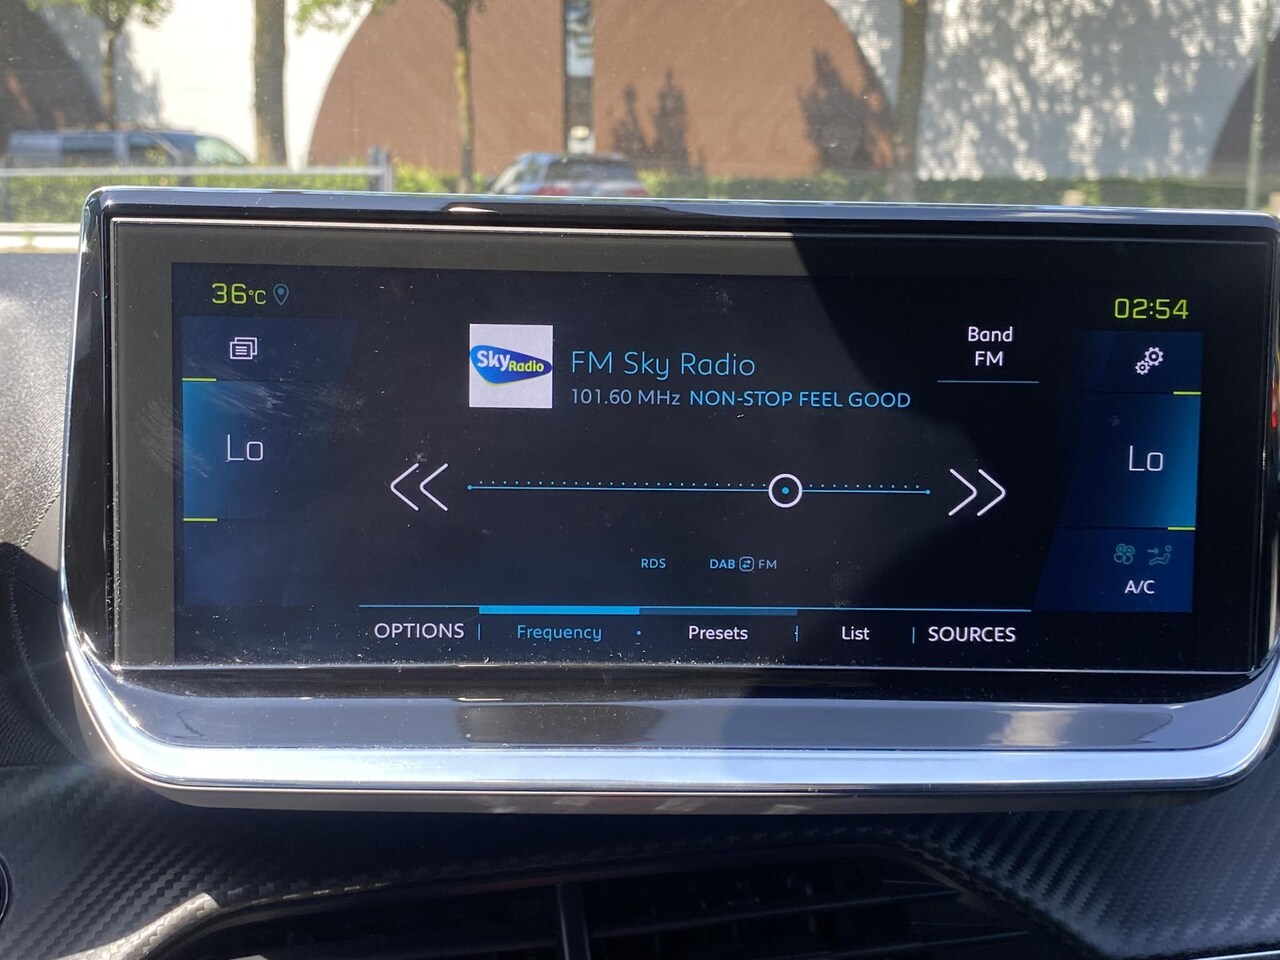 36°C
02:54
Band
FM
Sky Radio
FM Sky Radio
101.60 MHz NON-STOP FEEL GOOD
Lo
Lo
RDS
DAB FM
A/C
OPTIONS | Frequency • Presets | List | SOURCES